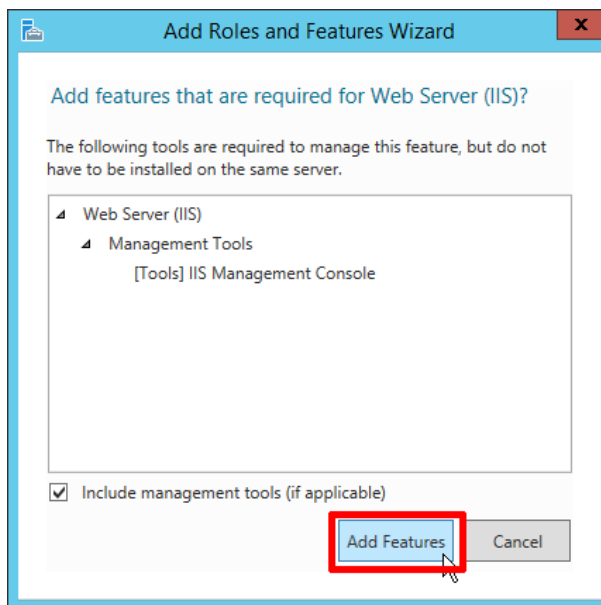 Add Roles and Features Wizard
x
Add features that are required for Web Server (IIS)?
The following tools are required to manage this feature, but do not
have to be installed on the same server.
Web Server (IIS)
Management Tools
[Tools] IIS Management Console
Include management tools (if applicable)
Add Features
Cancel